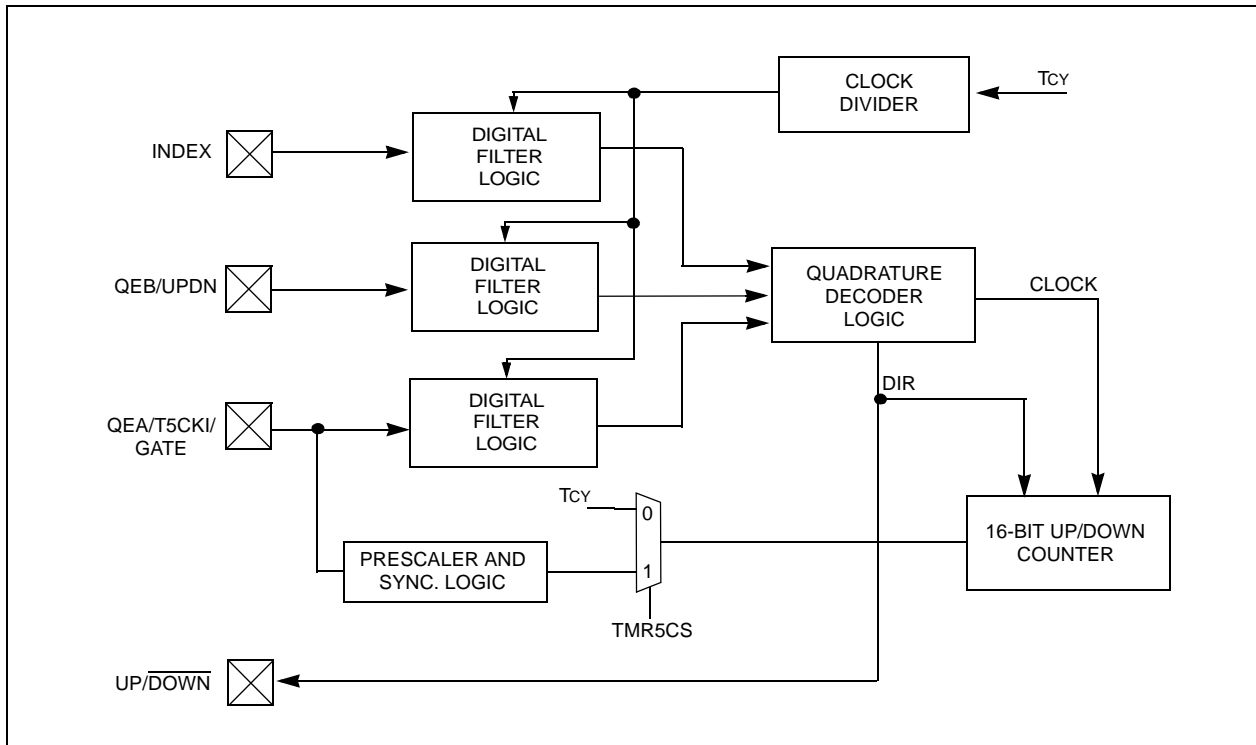 CLOCK
DIVIDER
TCY
INDEX
DIGITAL
FILTER
LOGIC
QEB/UPDN
DIGITAL
FILTER
LOGIC
QUADRATURE
DECODER
LOGIC
CLOCK
DIR
QEA/T5CKI/
GATE
DIGITAL
FILTER
LOGIC
TCY
0
1
PRESCALER AND
SYNC. LOGIC
TMR5CS
16-BIT UP/DOWN
COUNTER
UP/DOWN